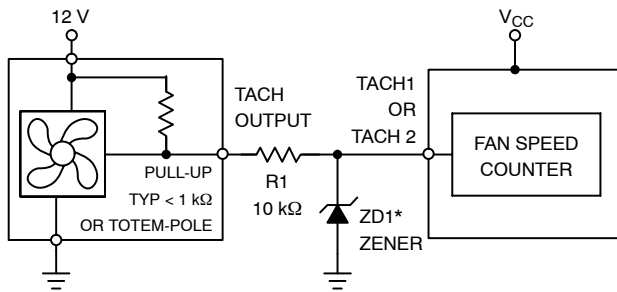 12 V
V_CC
TACH
OUTPUT
TACH1
OR
TACH 2
FAN SPEED
COUNTER
PULL-UP
TYP < 1 kΩ
OR TOTEM-POLE
R1
10 kΩ
ZD1*
ZENER